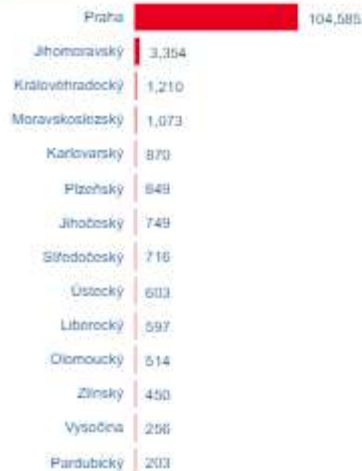 Praha 104,585
Jihomoravský 3,354
Královéhradecký 1,210
Moravskoslezský 1,073
Karlovarský 870
Plzeňský 849
Jihočeský 749
Středočeský 716
Ústecký 603
Liberecký 597
Olomoucký 514
Zlínský 450
Vysočina 256
Pardubický 203